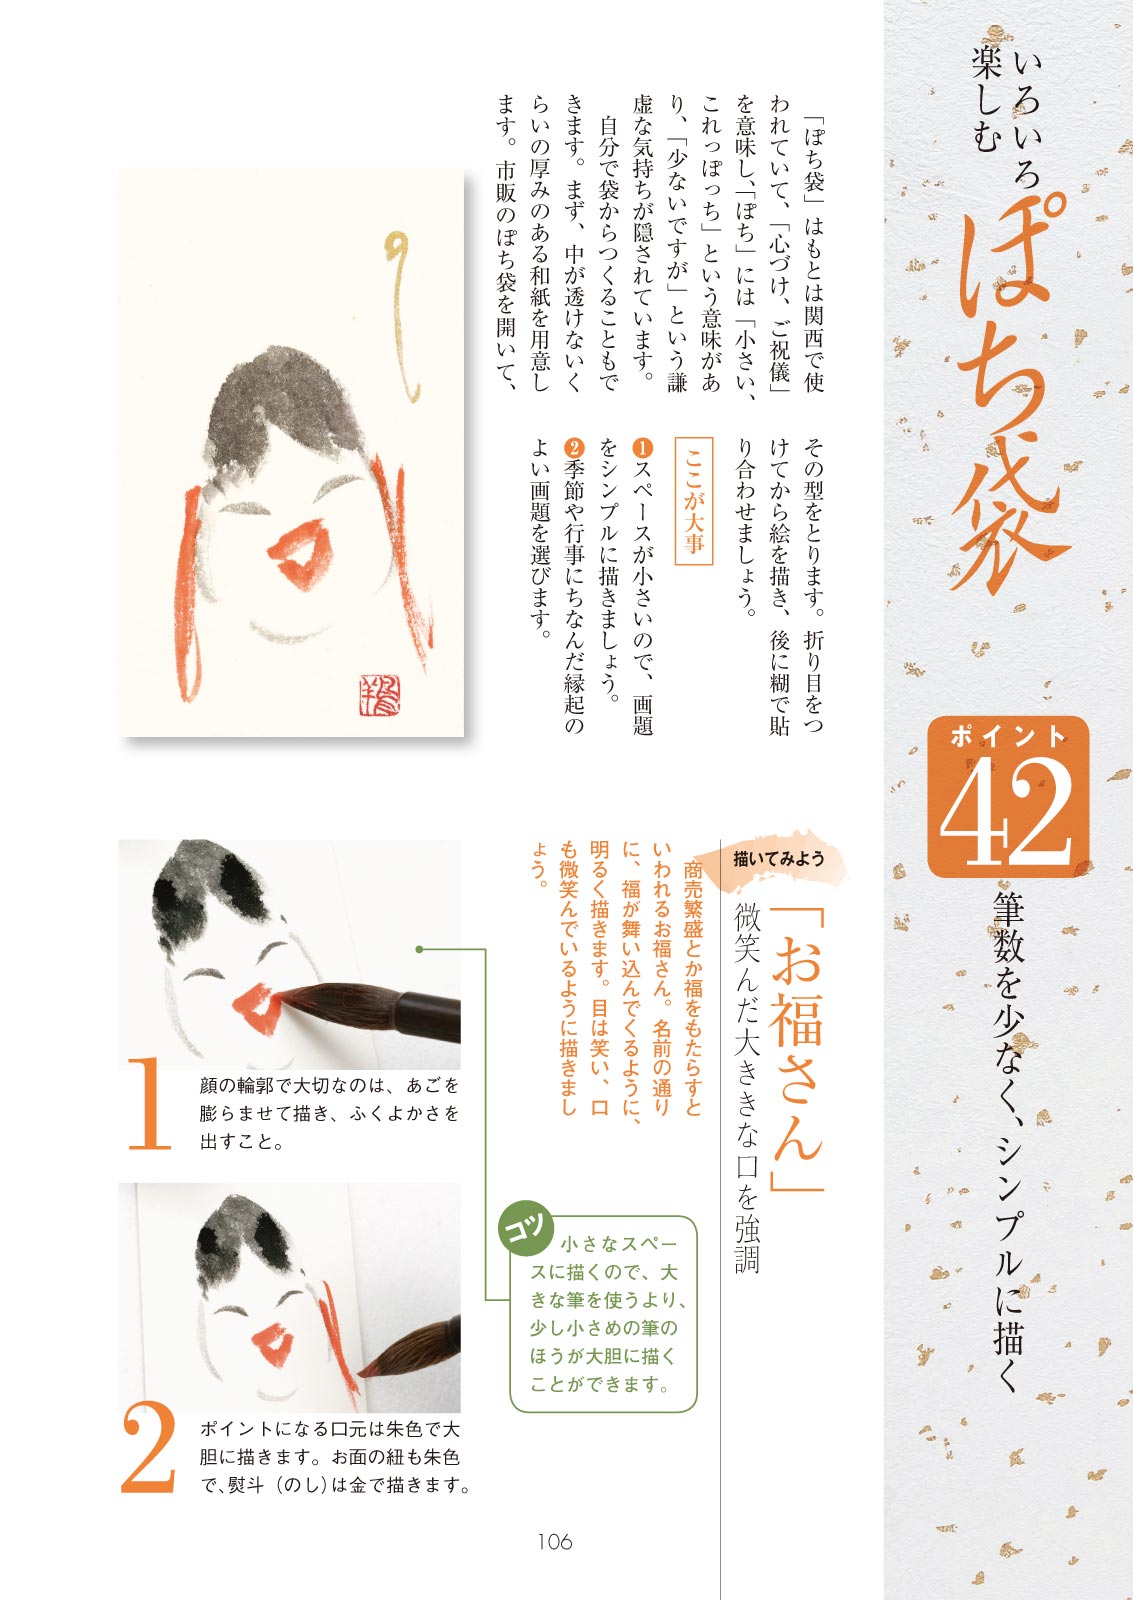 いろいろ
楽しむ
ぽち袋
ポイント
42
筆数を少なく、シンプルに描く
「ぽち袋」はもとは関西で使
われていて、「心づけ、ご祝儀」
を意味し、「ぽち」には「小さい、
これっぽっち」という意味があ
り、「少ないですが」という謙
虚な気持ちが隠されています。
自分で袋からつくることもで
きます。まず、中が透けないく
らいの厚みのある和紙を用意し
ます。市販のぽち袋を開いて、
その型をとります。折り目をつ
けてから絵を描き、後に糊で貼
り合わせましょう。
ここが大事
❶スペースが小さいので、画題
をシンプルに描きましょう。
❷季節や行事にちなんだ縁起の
よい画題を選びます。
描いてみよう
「お福さん」
微笑んだ大ききな口を強調
商売繁盛とか福をもたらすと
いわれるお福さん。名前の通り
に、福が舞い込んでくるように、
明るく描きます。目は笑い、口
も微笑んでいるように描きまし
ょう。
1
顔の輪郭で大切なのは、あごを
膨らませて描き、ふくよかさを
出すこと。
コツ
小さなスペー
スに描くので、大
きな筆を使うより、
少し小さめの筆の
ほうが大胆に描く
ことができます。
2
ポイントになる口元は朱色で大
胆に描きます。お面の紐も朱色
で、熨斗（のし）は金で描きます。
106